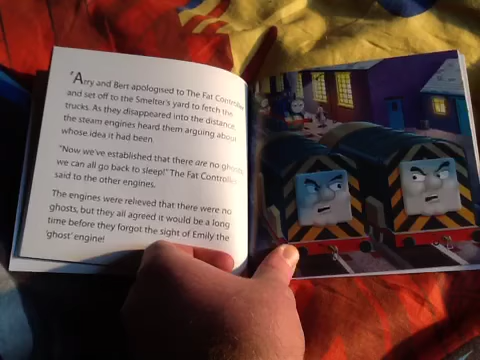 'Arry and Bert apologised to The Fat Controller
and set off to the Smelter's yard to fetch the
trucks. As they disappeared into the distance,
the steam engines heard them arguing about
whose idea it had been.
"Now we've established that there are no ghosts,
we can all go back to sleep!" The Fat Controller
said to the other engines.
The engines were relieved that there were no
ghosts, but they all agreed it would be a long
time before they forgot the sight of Emily the
'ghost' engine!